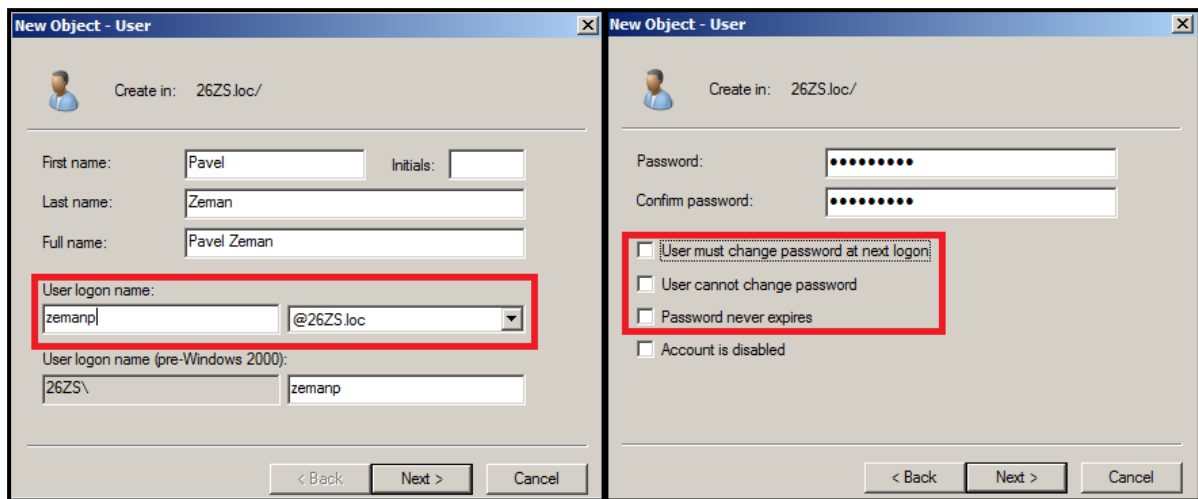 New Object - User
Create in: 26ZS.loc/
First name: Pavel Initials:
Last name: Zeman
Full name: Pavel Zeman
User logon name:
zemanp @26ZS.loc
User logon name (pre-Windows 2000):
26ZS\ zemanp
< Back Next > Cancel
New Object - User
Create in: 26ZS.loc/
Password: •••••••••
Confirm password: •••••••••
User must change password at next logon
User cannot change password
Password never expires
Account is disabled
< Back Next > Cancel